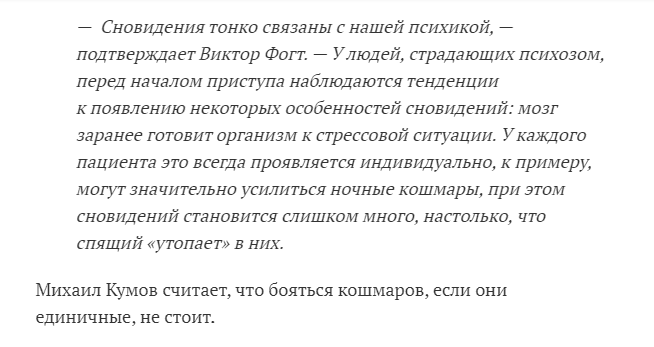 — Сновидения тонко связаны с нашей психикой, —
подтверждает Виктор Фогт. — У людей, страдающих психозом,
перед началом приступа наблюдаются тенденции
к появлению некоторых особенностей сновидений: мозг
заранее готовит организм к стрессовой ситуации. У каждого
пациента это всегда проявляется индивидуально, к примеру,
могут значительно усилиться ночные кошмары, при этом
сновидений становится слишком много, настолько, что
спящий «утопает» в них.
Михаил Кумов считает, что бояться кошмаров, если они
единичные, не стоит.